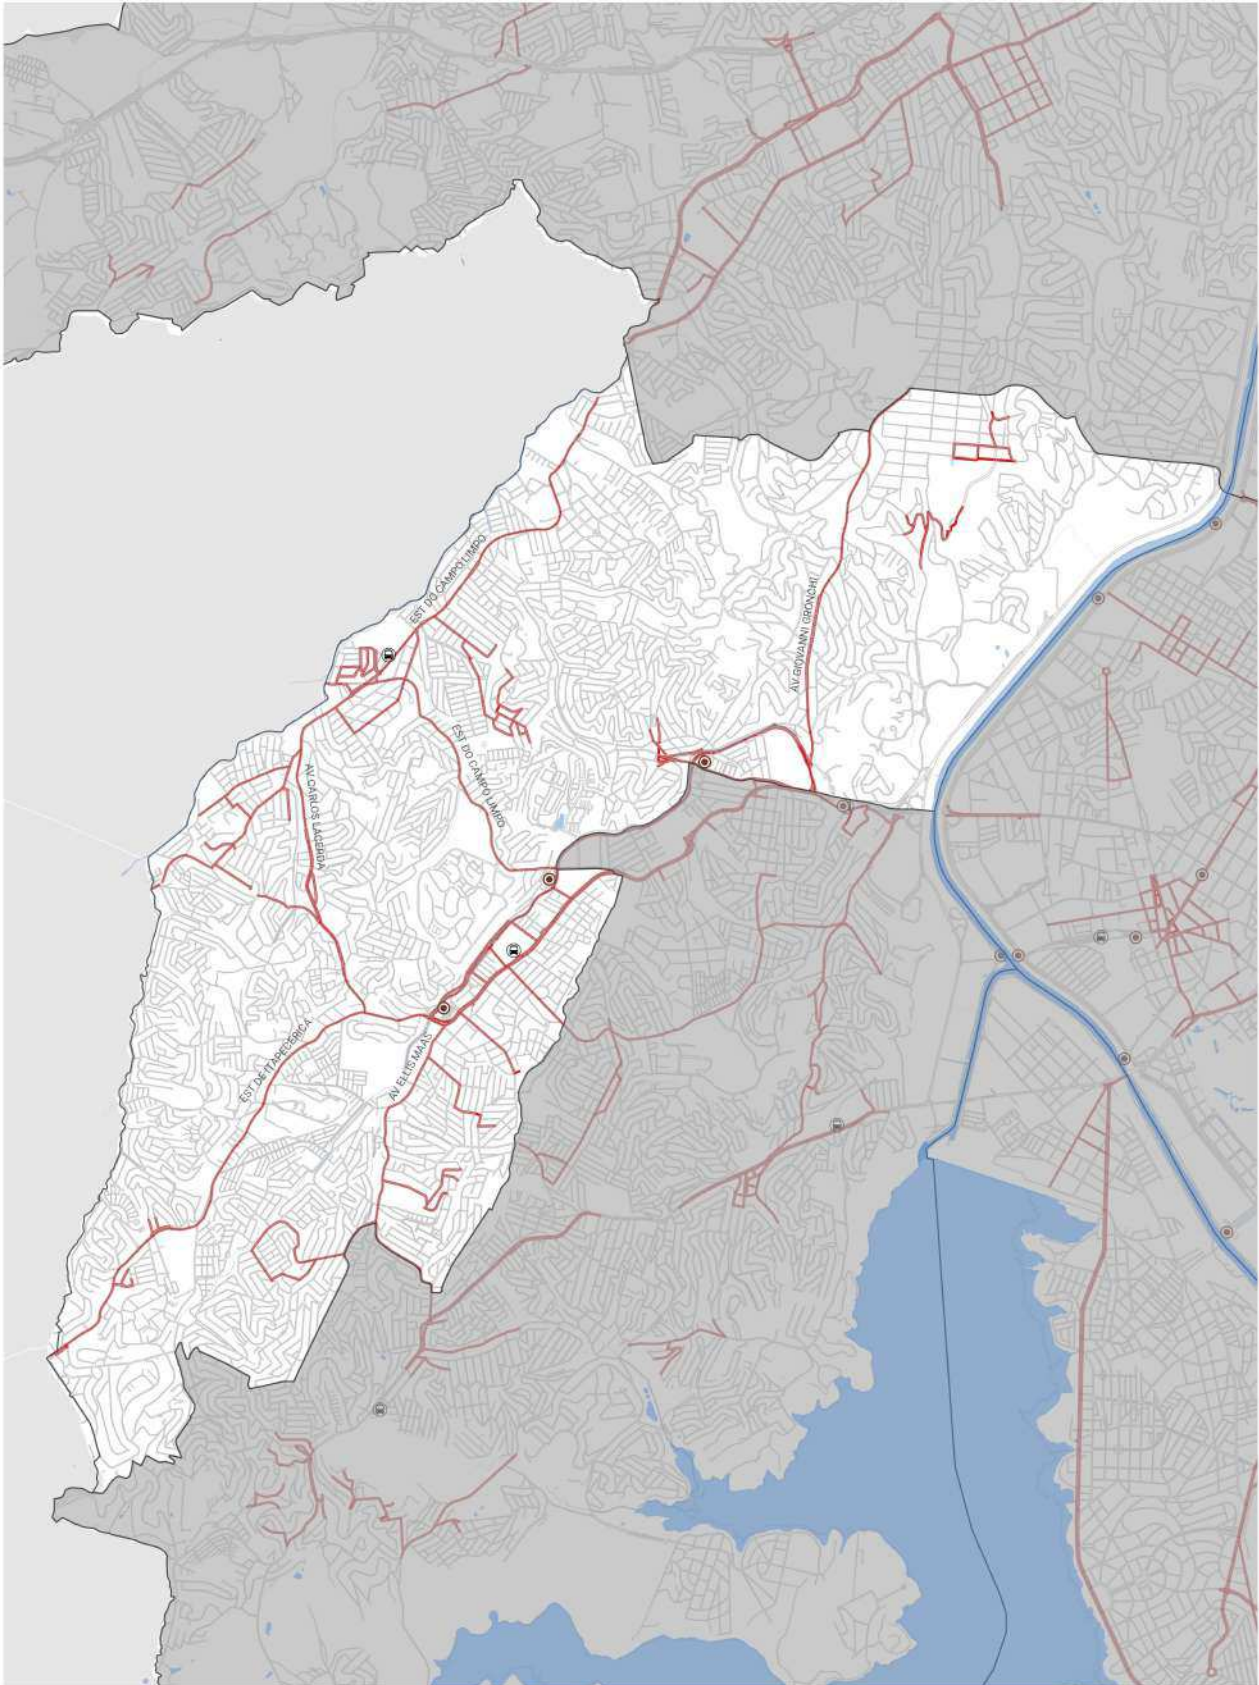 EST DO CAMPO LIMPO
AV GIOVANNI GRONCHI
EST DO CAMPO LIMPO
AV CARLOS LACERDA
EST DE ITAPECERICA
AV ELLIS MAAS